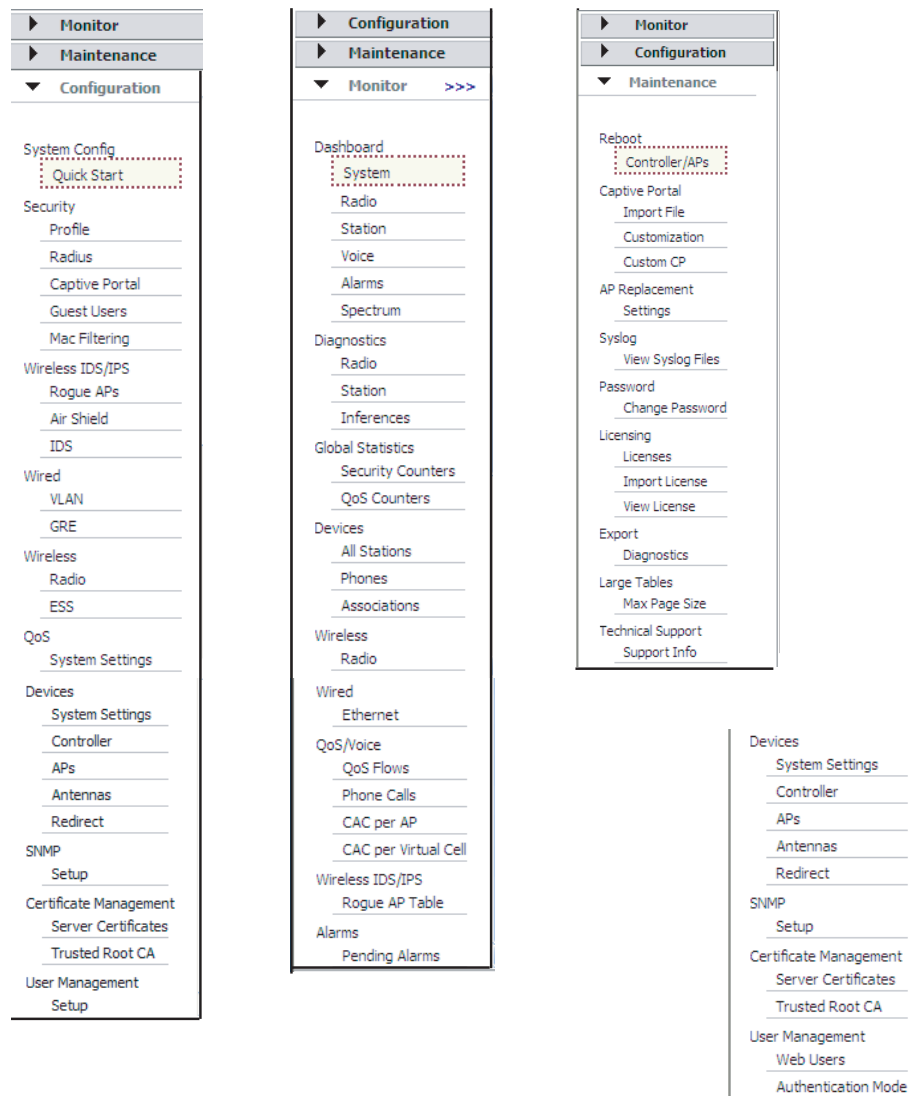 Monitor
Maintenance
Configuration
System Config
Quick Start
Security
Profile
Radius
Captive Portal
Guest Users
Mac Filtering
Wireless IDS/IPS
Rogue APs
Air Shield
IDS
Wired
VLAN
GRE
Wireless
Radio
ESS
QoS
System Settings
Devices
System Settings
Controller
APs
Antennas
Redirect
SNMP
Setup
Certificate Management
Server Certificates
Trusted Root CA
User Management
Setup
Configuration
Maintenance
Monitor >>>
Dashboard
System
Radio
Station
Voice
Alarms
Spectrum
Diagnostics
Radio
Station
Inferences
Global Statistics
Security Counters
QoS Counters
Devices
All Stations
Phones
Associations
Wireless
Radio
Wired
Ethernet
QoS/Voice
QoS Flows
Phone Calls
CAC per AP
CAC per Virtual Cell
Wireless IDS/IPS
Rogue AP Table
Alarms
Pending Alarms
Monitor
Configuration
Maintenance
Reboot
Controller/APs
Captive Portal
Import File
Customization
Custom CP
AP Replacement
Settings
Syslog
View Syslog Files
Password
Change Password
Licensing
Licenses
Import License
View License
Export
Diagnostics
Large Tables
Max Page Size
Technical Support
Support Info
Devices
System Settings
Controller
APs
Antennas
Redirect
SNMP
Setup
Certificate Management
Server Certificates
Trusted Root CA
User Management
Web Users
Authentication Mode